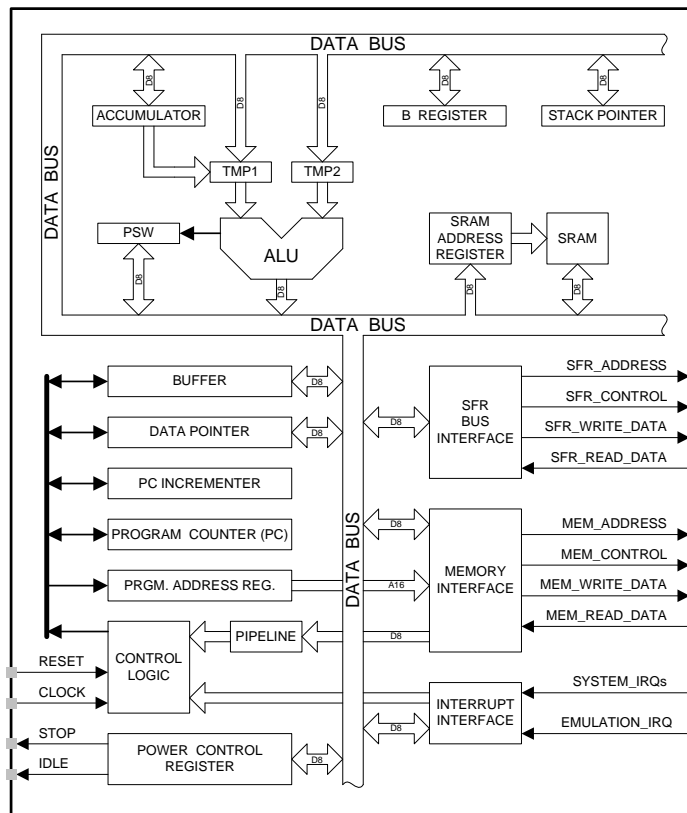 DATA BUS
D8
D8
D8
D8
D8
ACCUMULATOR
B REGISTER
STACK POINTER
DATA BUS
TMP1
TMP2
PSW
ALU
SRAM
ADDRESS
REGISTER
SRAM
D8
D8
D8
D8
DATA BUS
BUFFER
D8
DATA POINTER
D8
PC INCREMENTER
PROGRAM COUNTER (PC)
PRGM. ADDRESS REG.
A16
DATA BUS
D8
SFR
BUS
INTERFACE
SFR_ADDRESS
SFR_CONTROL
SFR_WRITE_DATA
SFR_READ_DATA
D8
MEMORY
INTERFACE
MEM_ADDRESS
MEM_CONTROL
MEM_WRITE_DATA
MEM_READ_DATA
CONTROL
LOGIC
PIPELINE
D8
RESET
CLOCK
INTERRUPT
INTERFACE
SYSTEM_IRQs
EMULATION_IRQ
D8
STOP
IDLE
POWER CONTROL
REGISTER
D8